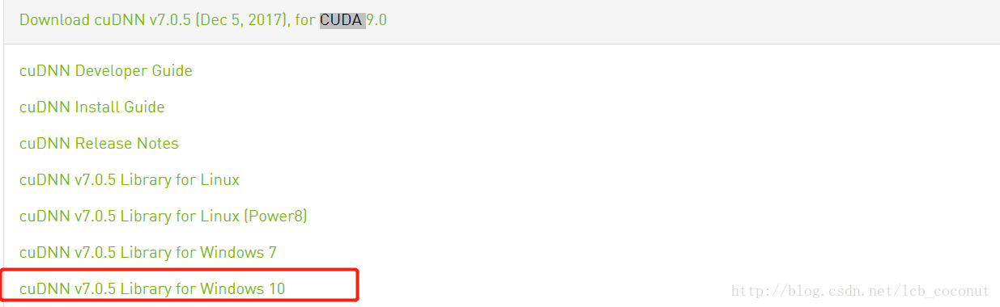 Download cuDNN v7.0.5 (Dec 5, 2017), for CUDA 9.0
cuDNN Developer Guide
cuDNN Install Guide
cuDNN Release Notes
cuDNN v7.0.5 Library for Linux
cuDNN v7.0.5 Library for Linux (Power8)
cuDNN v7.0.5 Library for Windows 7
cuDNN v7.0.5 Library for Windows 10
http://blog.csdn.net/lcb_coconut